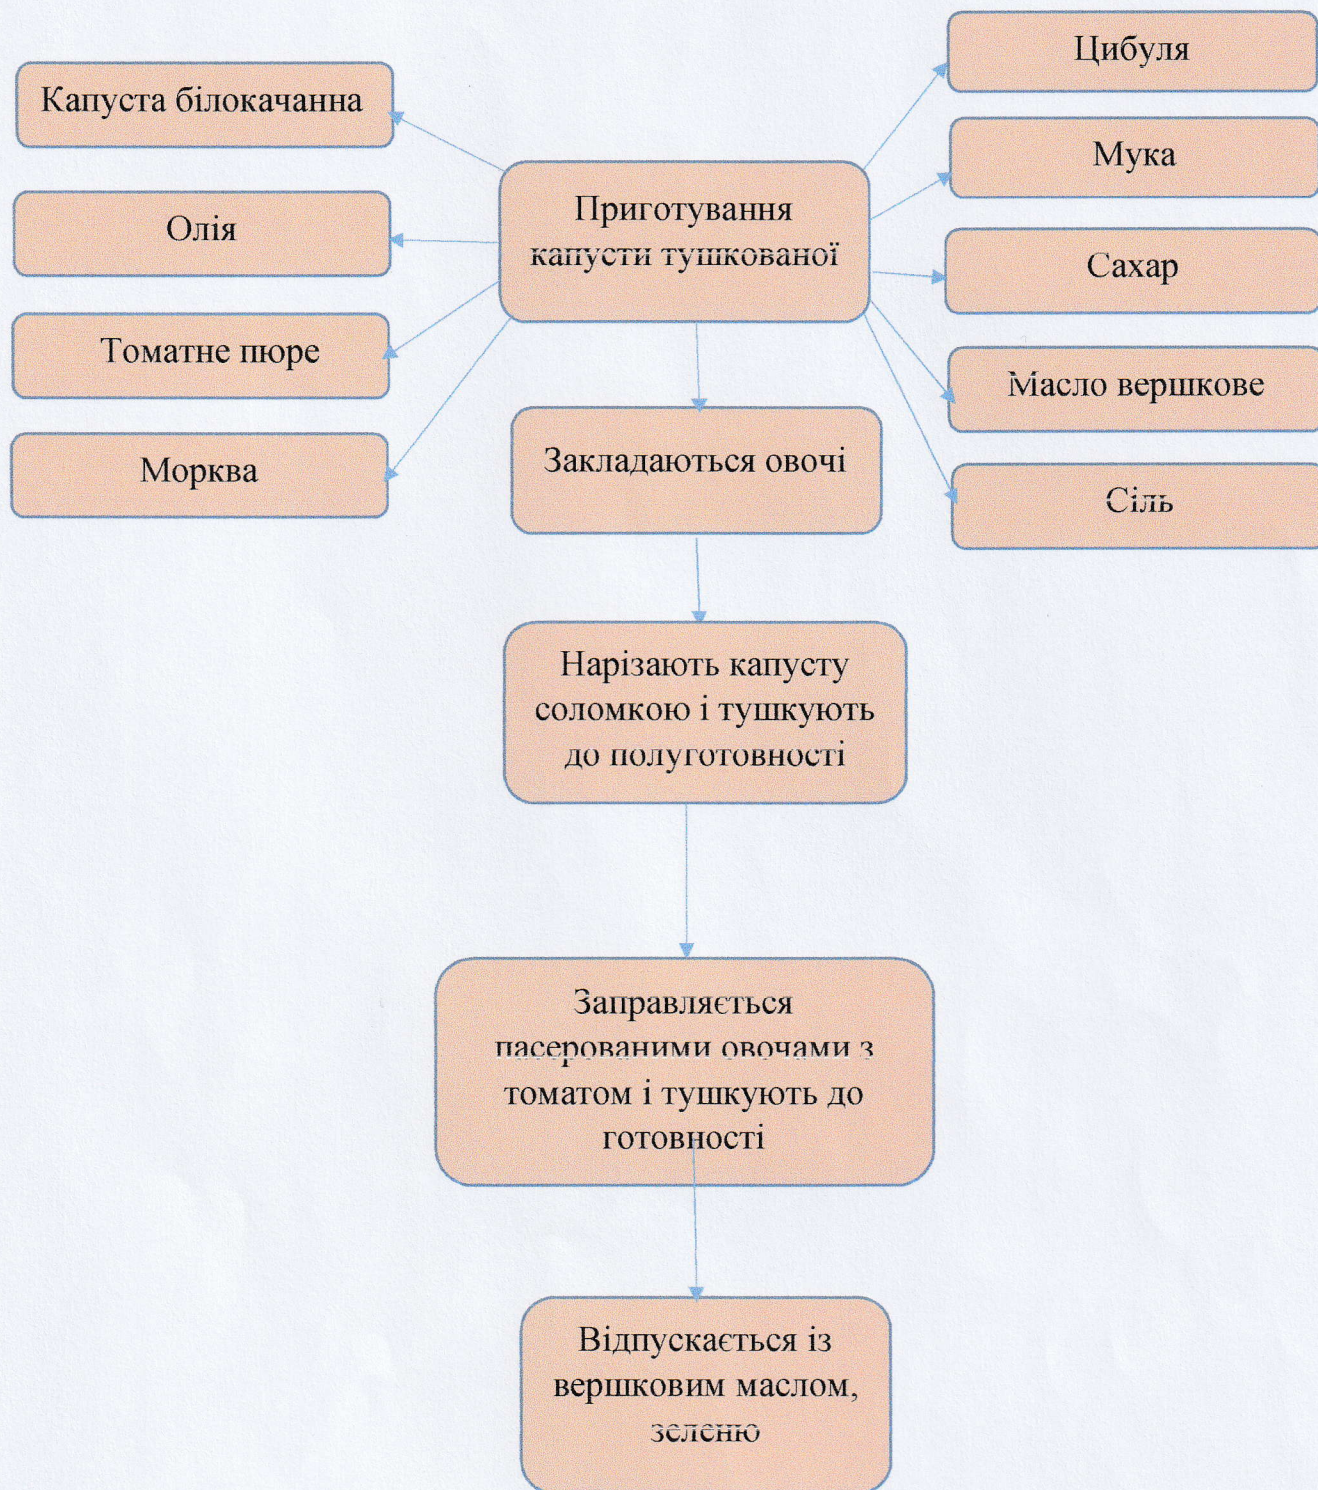 Цибуля
Капуста білокачанна
Мука
Приготування
капусти тушкованої
Олія
Сахар
Томатне пюре
Масло вершкове
Морква
Закладаються овочі
Сіль
Нарізають капусту
соломкою і тушкують
до полуготовності
Заправляється
пасерованими овочами з
томатом і тушкують до
готовності
Відпускається із
вершковим маслом,
зеленю